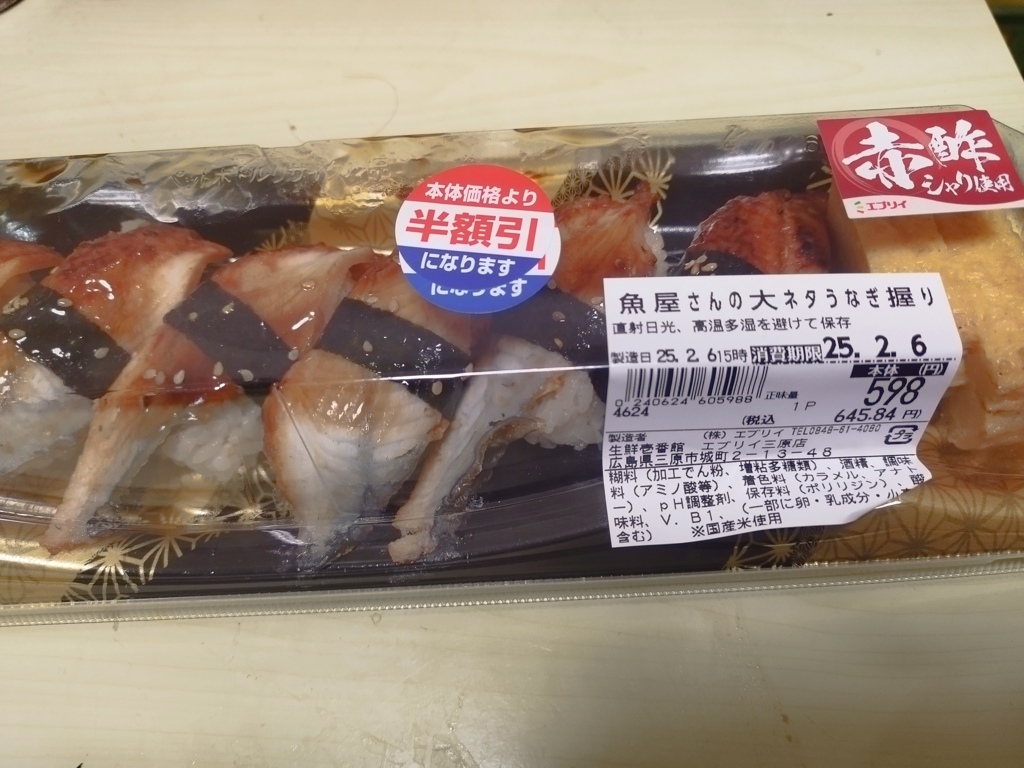 赤酢
シャリ使用
エブリイ
本体価格より
半額引
になります
になります
魚屋さんの大ネタうなぎ握り
直射日光、高温多湿を避けて保存
製造日 25.2.6 15時 消費期限 25.2.6
本体 (円)
598
0 240624 605988 正味量 1P
4624 (税込 645.84 円)
製造者 (株)エブリイ TEL0848-61-4080
生鮮壱番館 エブリイ三原店
広島県三原市城町2-13-48
糊料(加工でん粉、増粘多糖類)、酒精、調味
料(アミノ酸等)、着色料(カラメル、アナト
ー)、pH調整剤、保存料(ポリリジン)、酸
味料、V.B1、(一部に卵・乳成分・小
含む) ※国産米使用
プラ